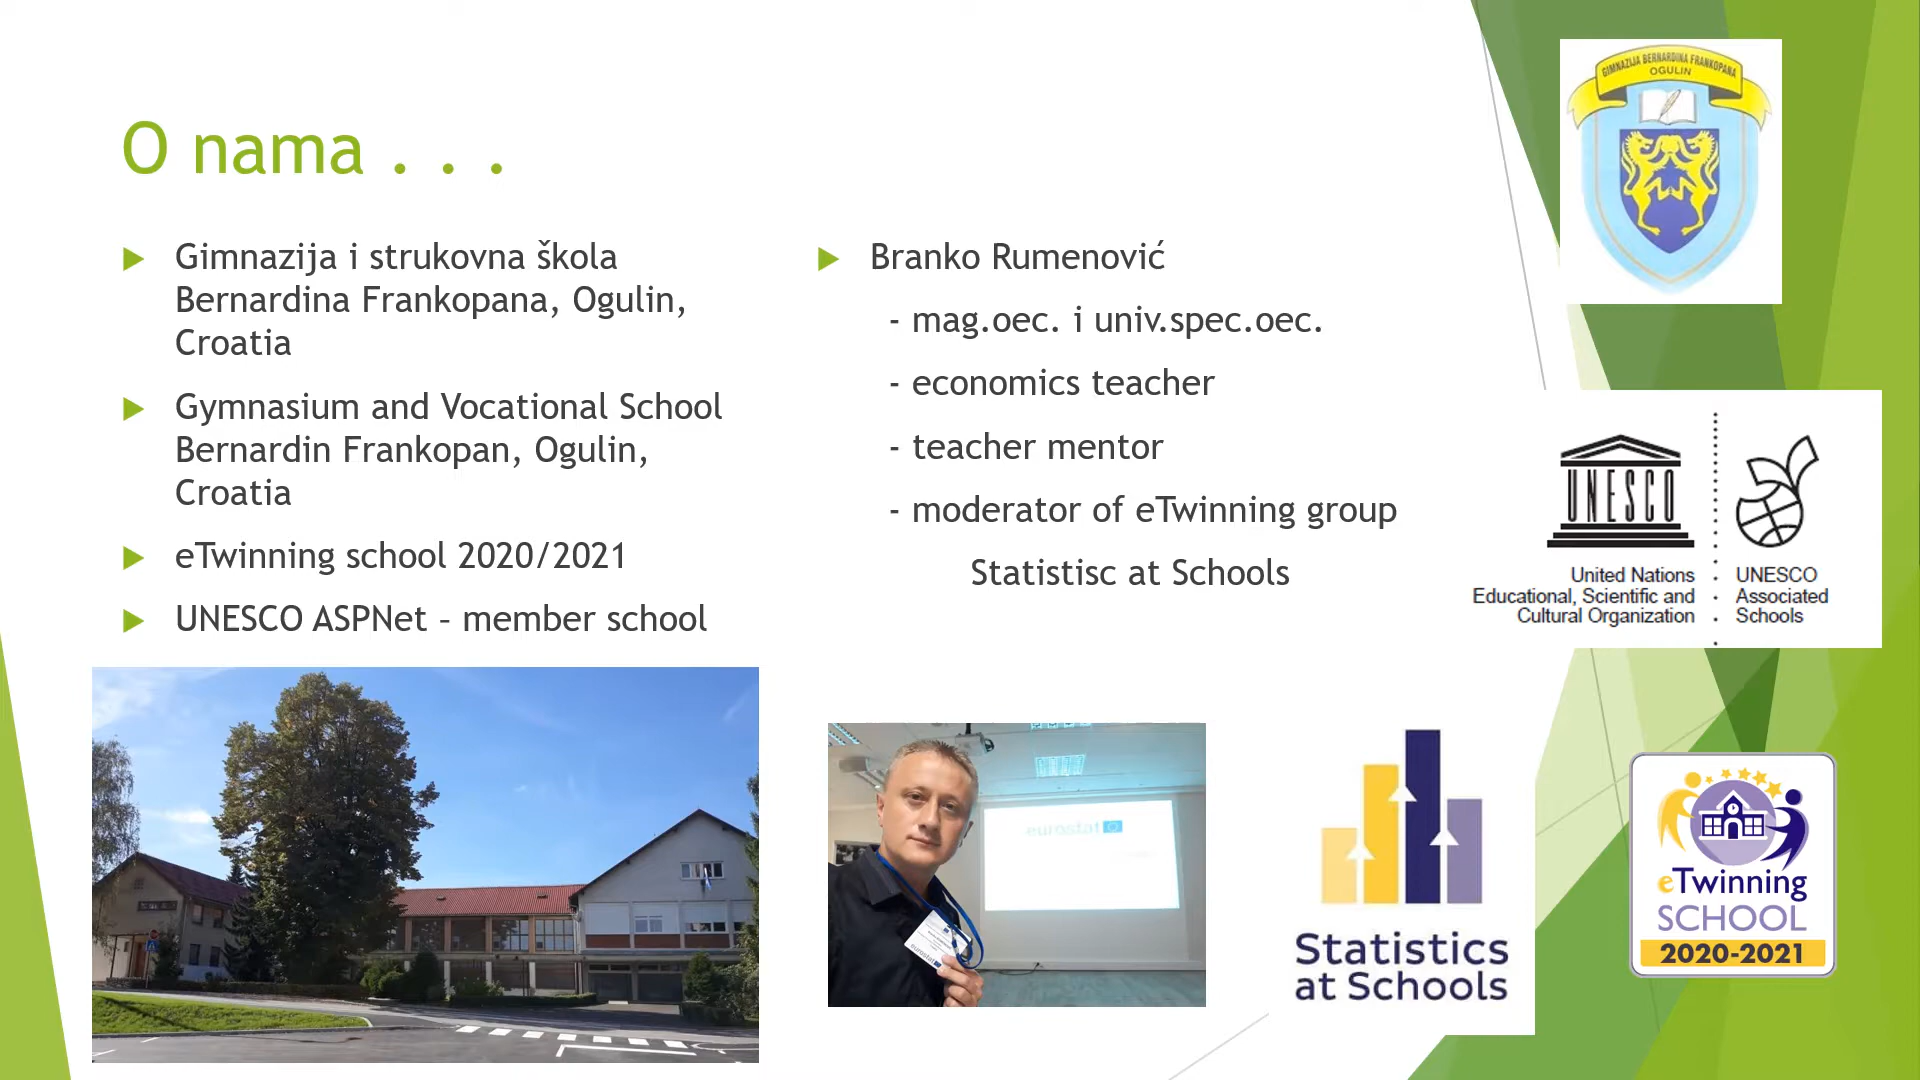 O nama . . .
Gimnazija i strukovna škola
Bernardina Frankopana, Ogulin,
Croatia
Gymnasium and Vocational School
Bernardin Frankopan, Ogulin,
Croatia
eTwinning school 2020/2021
UNESCO ASPNet – member school
Branko Rumenović
- mag.oec. i univ.spec.oec.
- economics teacher
- teacher mentor
- moderator of eTwinning group
Statistisc at Schools
GIMNAZIJA BERNARDINA FRANKOPANA
OGULIN
UNESCO
United Nations
Educational, Scientific and
Cultural Organization
UNESCO
Associated
Schools
eurostat
eurostat
Statistics
at Schools
eTwinning
SCHOOL
2020-2021